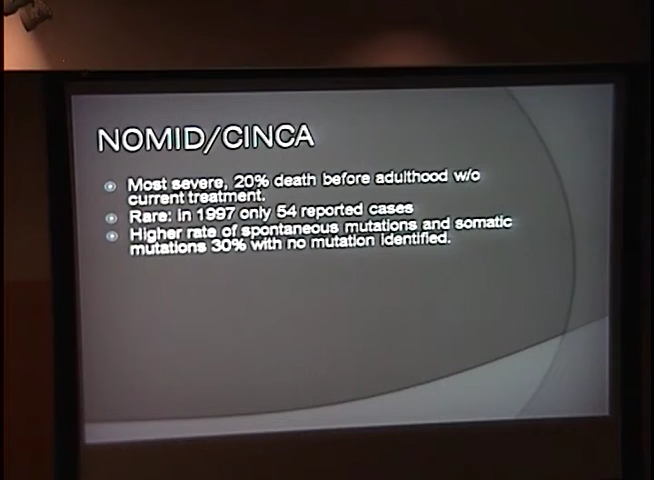 NOMID/CINCA
Most severe, 20% death before adulthood w/o
current treatment.
Rare: in 1997 only 54 reported cases
Higher rate of spontaneous mutations and somatic
mutations 30% with no mutation identified.